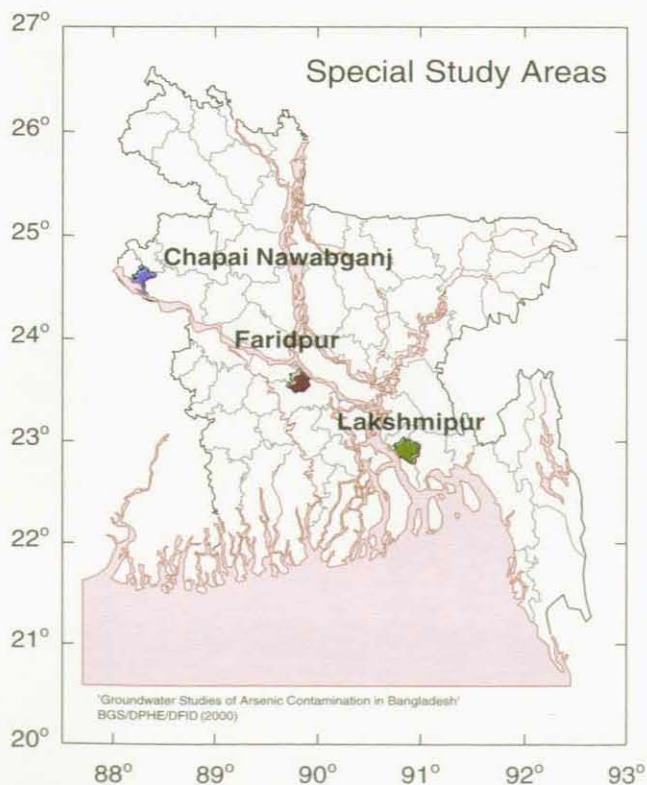 27°
Special Study Areas
26°
25°
Chapai Nawabganj
24°
Faridpur
Lakshmipur
23°
22°
21°
'Groundwater Studies of Arsenic Contamination in Bangladesh'
BGS/DPHE/DFID (2000)
20°
88° 89° 90° 91° 92° 93°